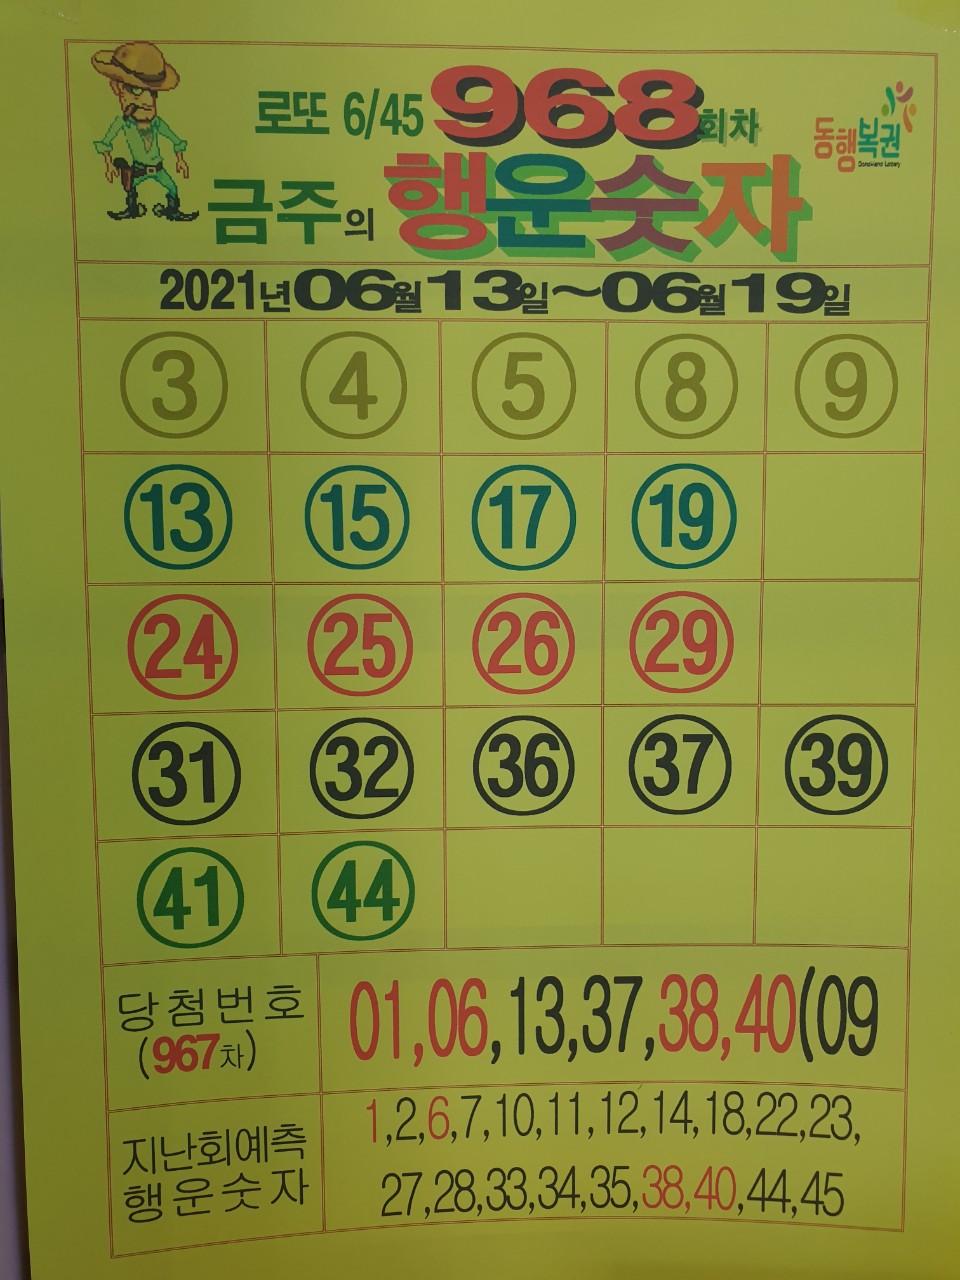 로또 6/45 968회차
동행복권
DongHang Lottery
금주의 행운숫자
2021년06월13일~06월19일
3 4 5 8 9
13 15 17 19
24 25 26 29
31 32 36 37 39
41 44
당첨번호
(967차)
01,06,13,37,38,40(09
지난회예측
행운숫자
1,2,6,7,10,11,12,14,18,22,23,
27,28,33,34,35,38,40,44,45